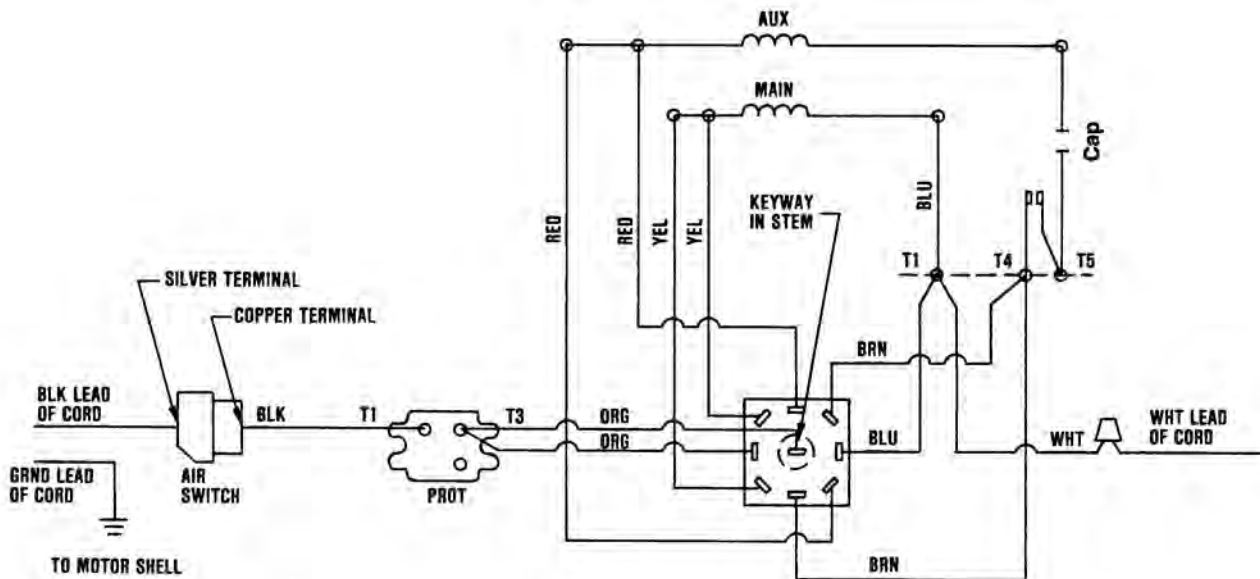 AUX
MAIN
Cap
RED
RED
YEL
YEL
BLU
KEYWAY
IN STEM
T1
T4
T5
SILVER TERMINAL
COPPER TERMINAL
BRN
BLK LEAD
OF CORD
BLK
T1
T3
ORG
ORG
BLU
WHT
WHT LEAD
OF CORD
GRND LEAD
OF CORD
AIR
SWITCH
PROT
TO MOTOR SHELL
BRN